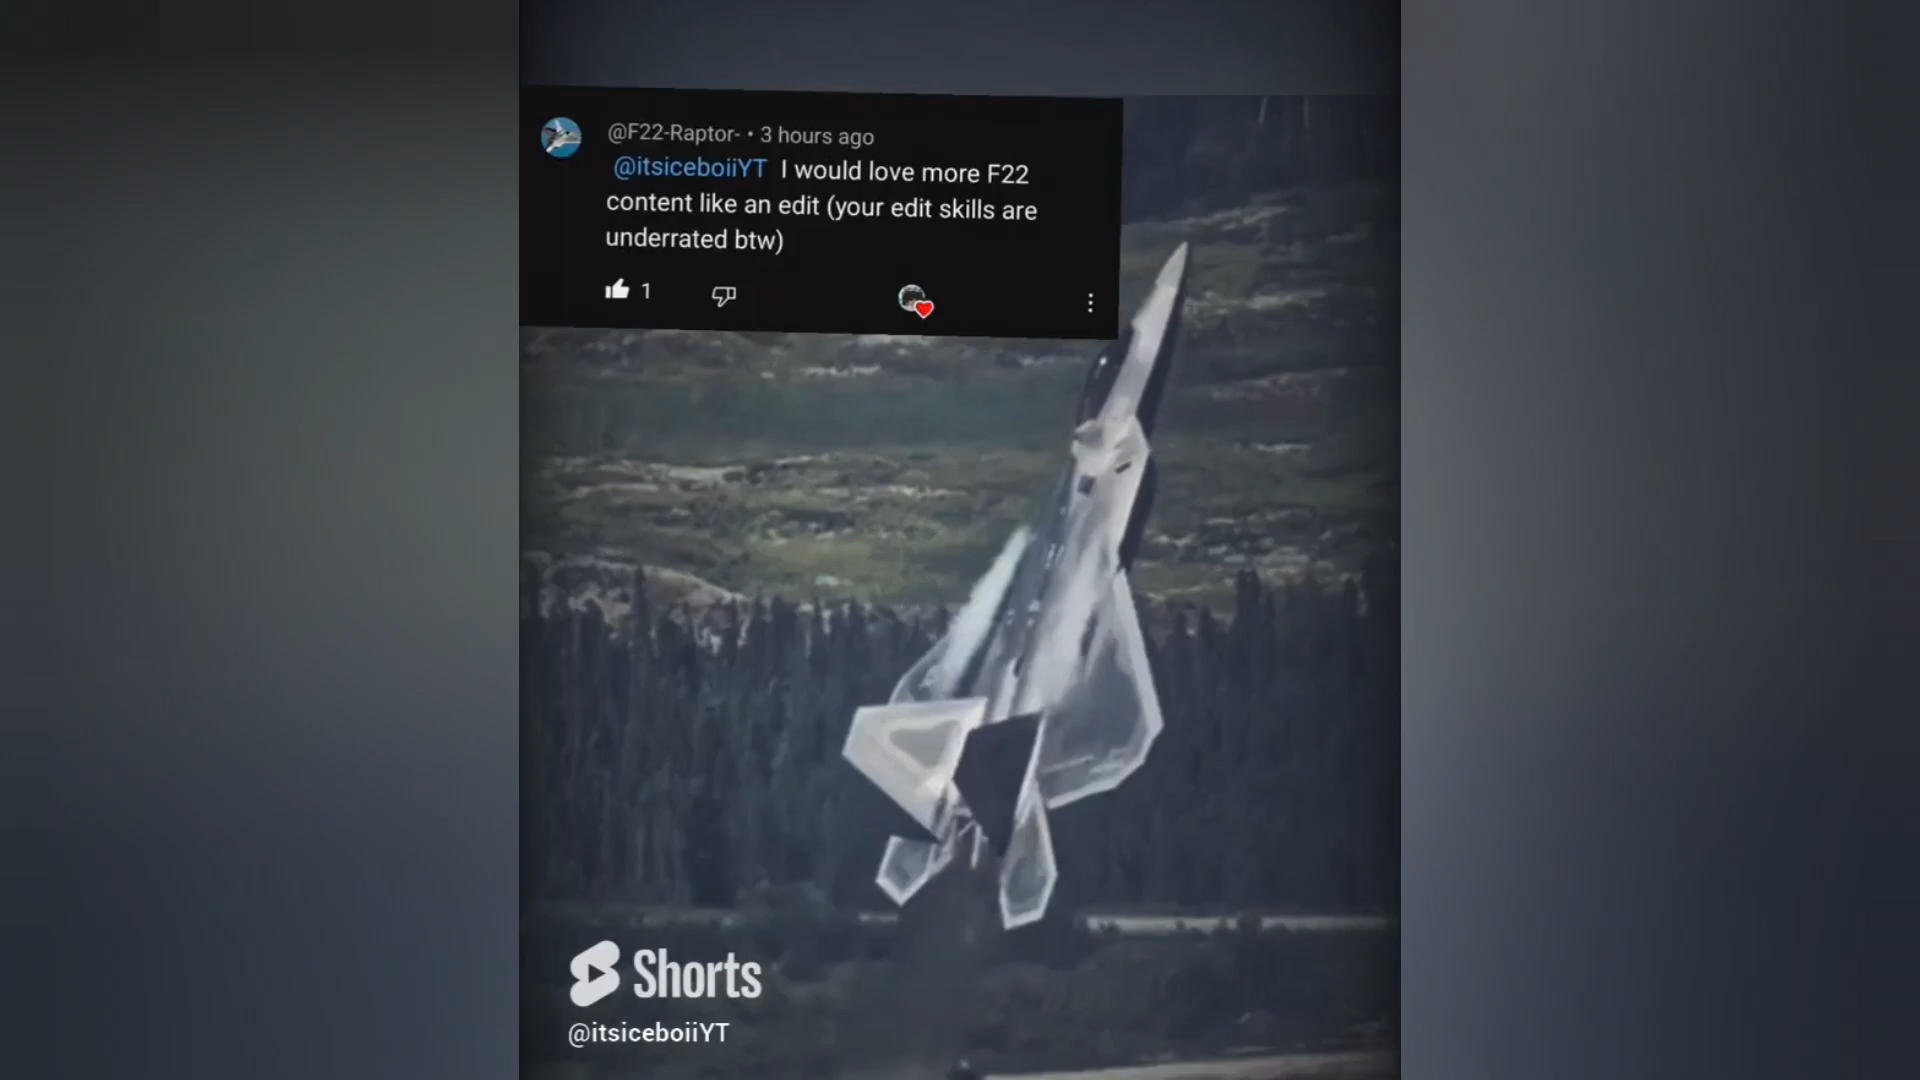 @F22-Raptor- • 3 hours ago
@itsiceboiiYT I would love more F22
content like an edit (your edit skills are
underrated btw)
1
Shorts
@itsiceboiiYT